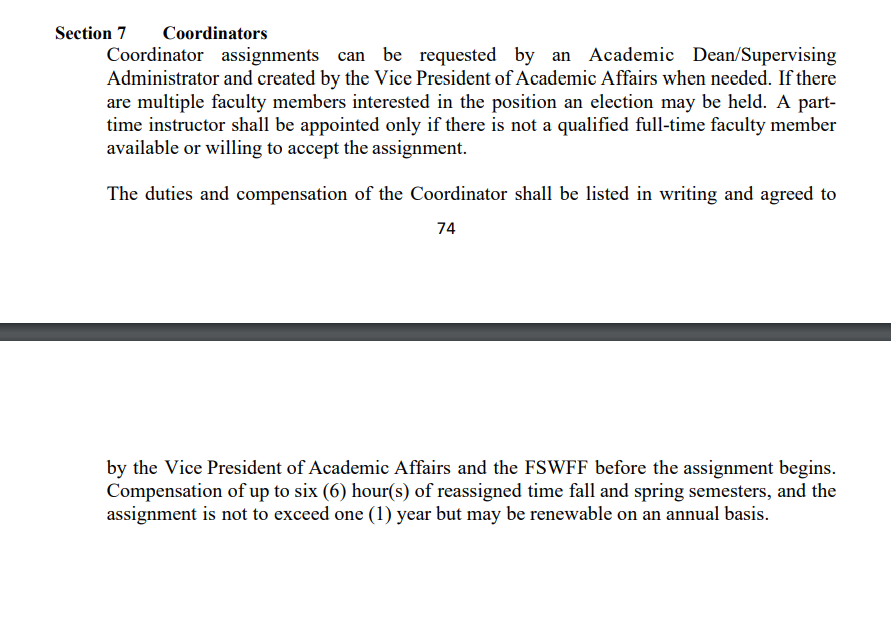 Section 7 Coordinators
Coordinator assignments can be requested by an Academic Dean/Supervising
Administrator and created by the Vice President of Academic Affairs when needed. If there
are multiple faculty members interested in the position an election may be held. A part-
time instructor shall be appointed only if there is not a qualified full-time faculty member
available or willing to accept the assignment.
The duties and compensation of the Coordinator shall be listed in writing and agreed to
74
by the Vice President of Academic Affairs and the FSWFF before the assignment begins.
Compensation of up to six (6) hour(s) of reassigned time fall and spring semesters, and the
assignment is not to exceed one (1) year but may be renewable on an annual basis.